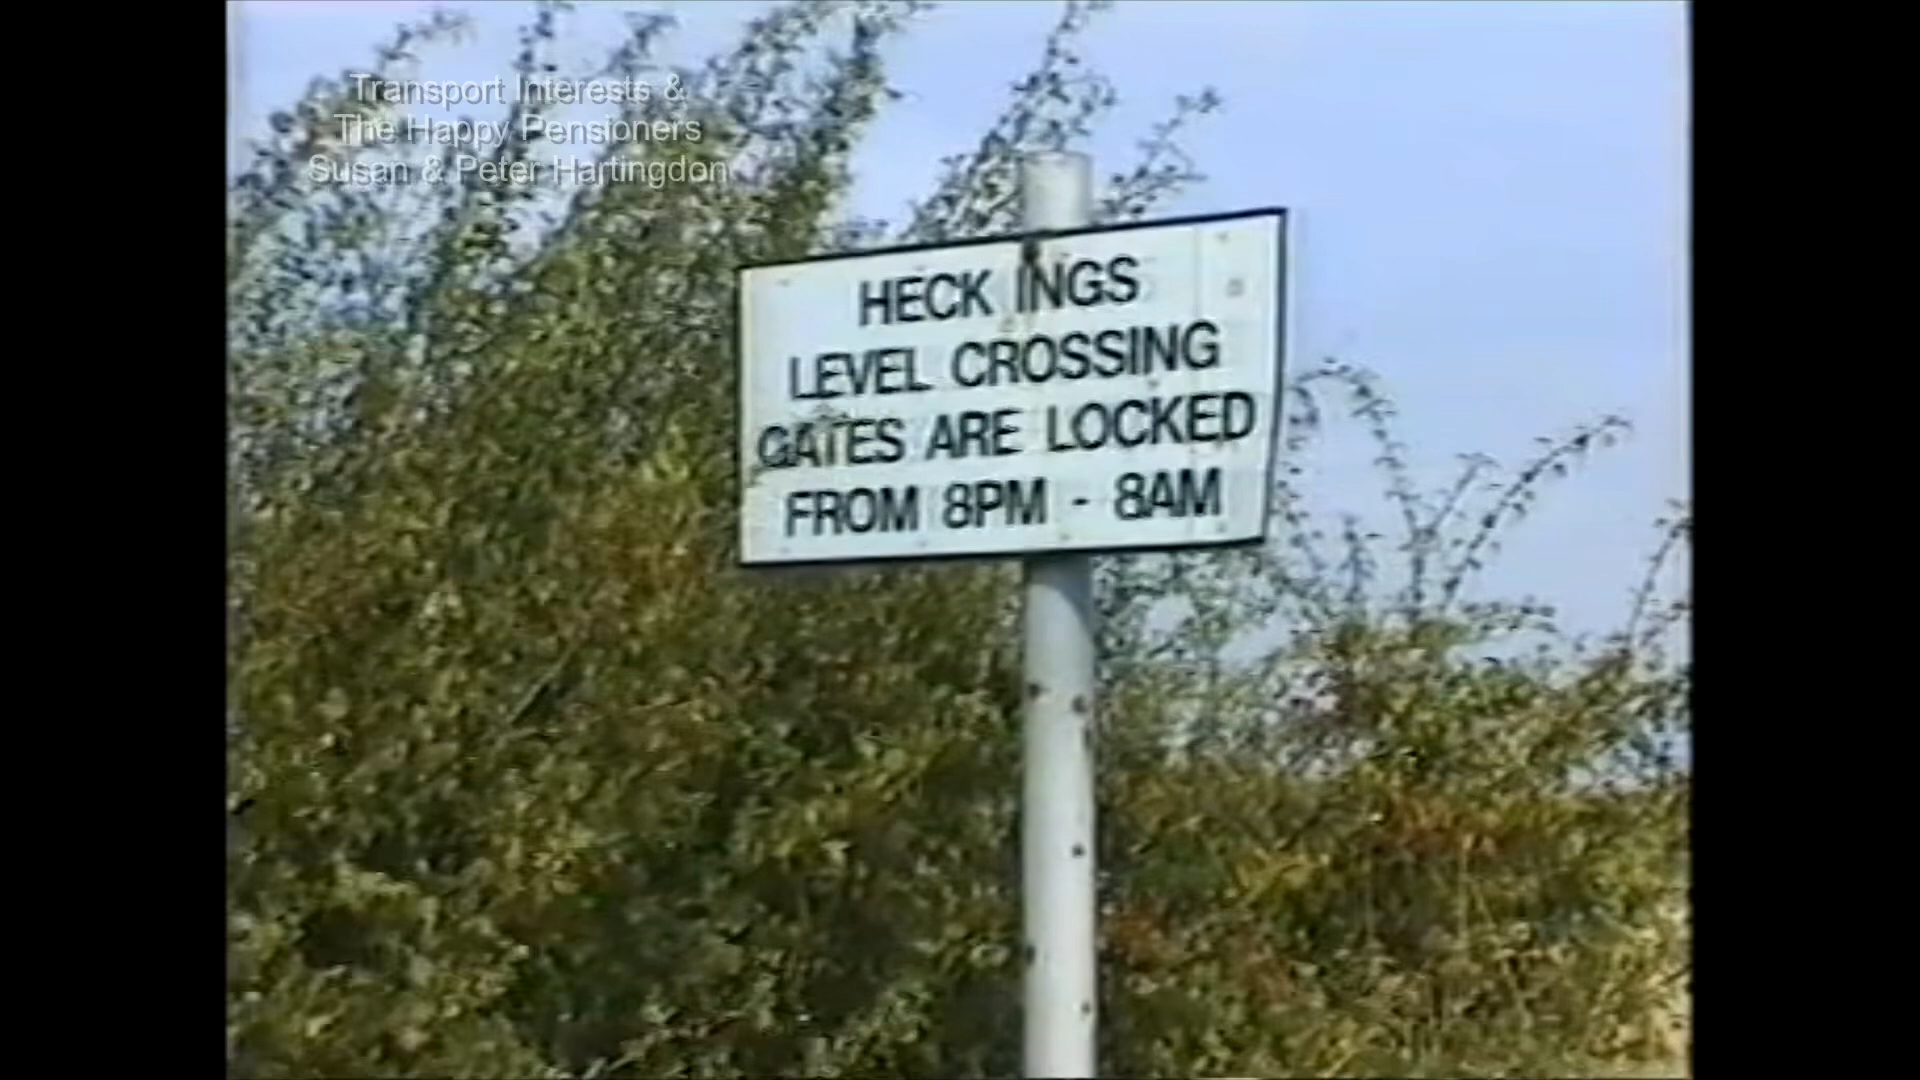 Transport Interests &
The Happy Pensioners
Susan & Peter Hartingdon
HECK INGS
LEVEL CROSSING
GATES ARE LOCKED
FROM 8PM - 8AM